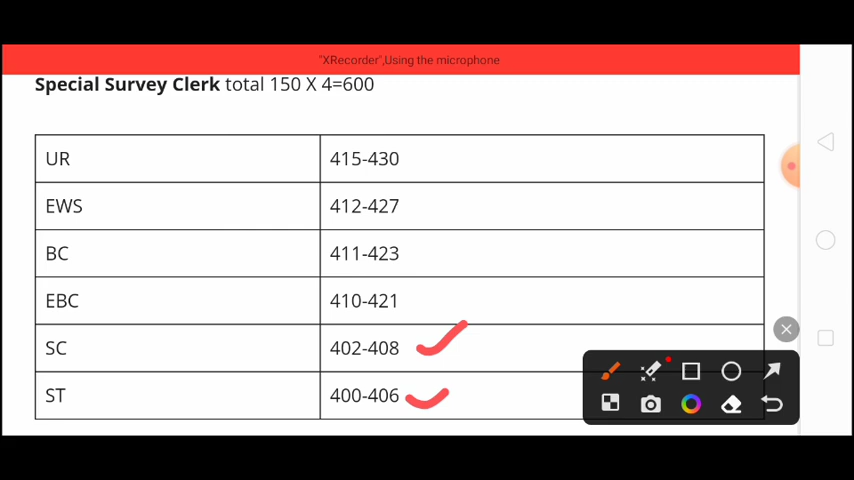 "XRecorder",Using the microphone
Special Survey Clerk total 150 X 4=600
UR 415-430
EWS 412-427
BC 411-423
EBC 410-421
SC 402-408
ST 400-406